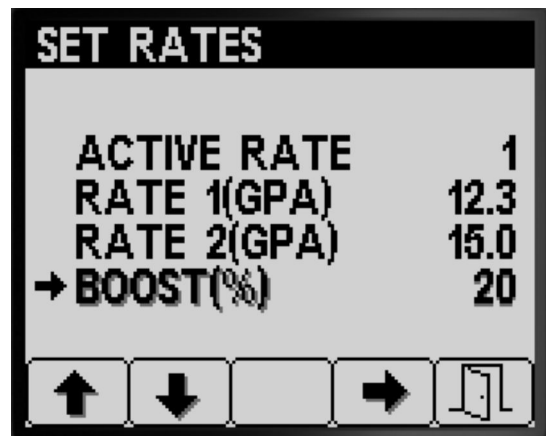 SET RATES
ACTIVE RATE 1
RATE 1(GPA) 12.3
RATE 2(GPA) 15.0
BOOST(%) 20